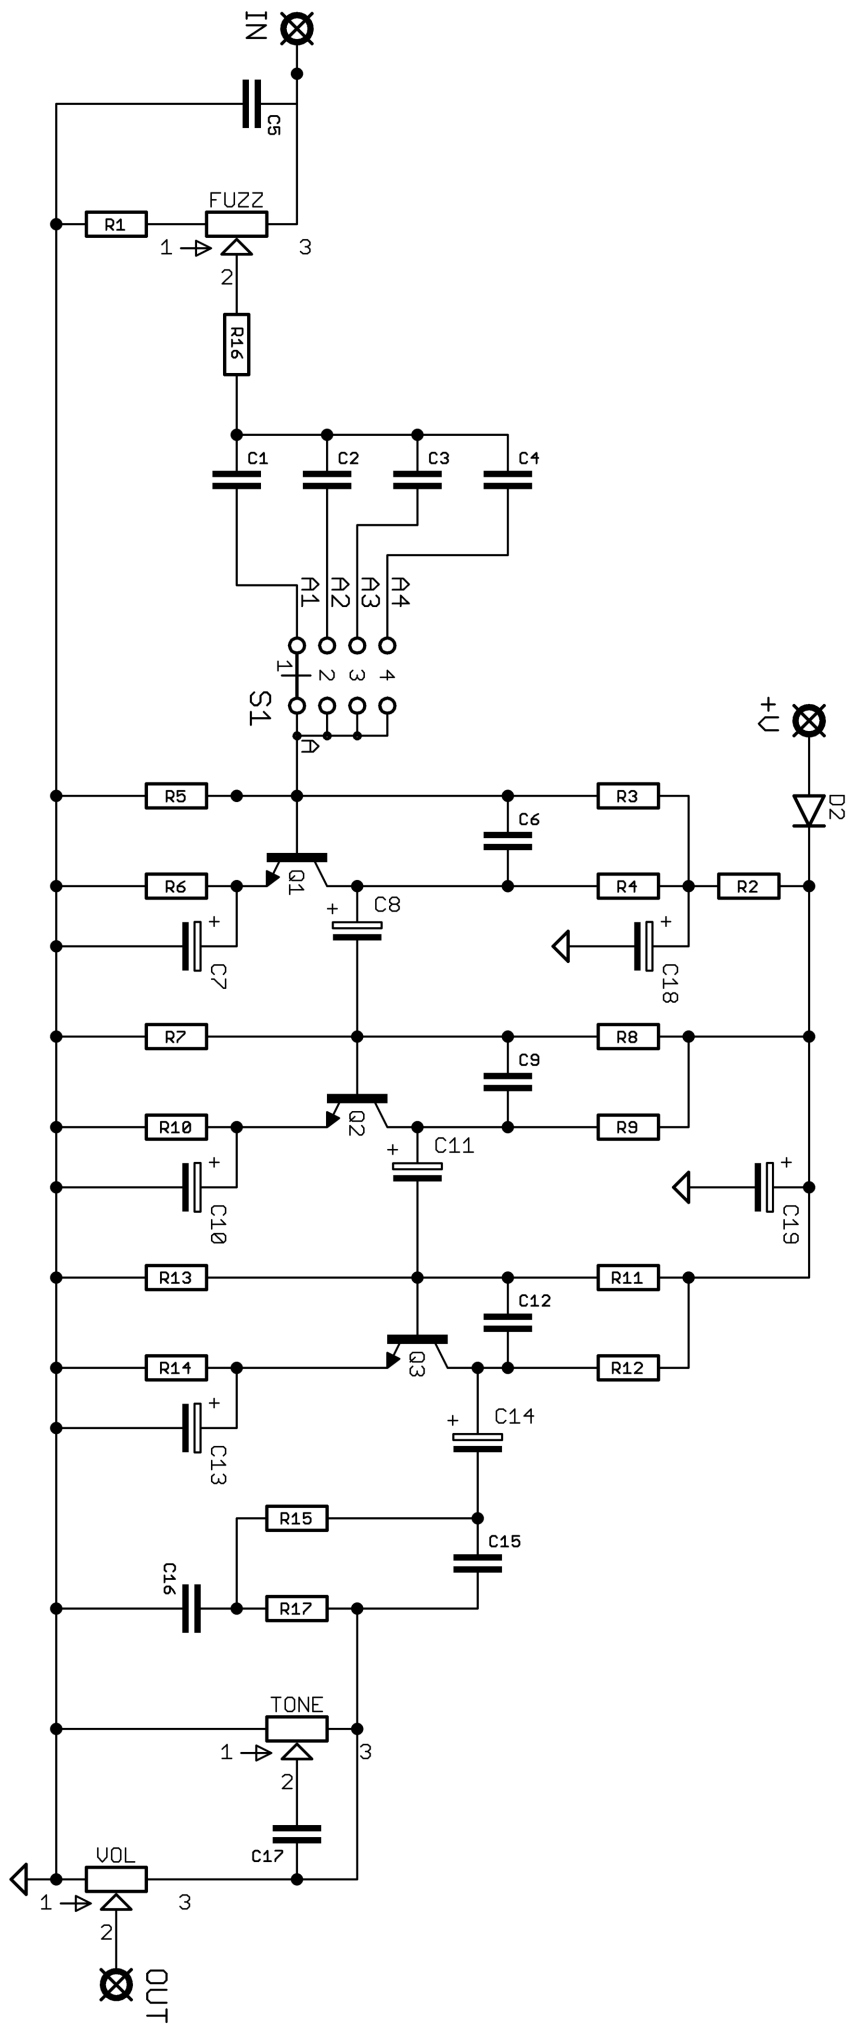 IN
C5
FUZZ
R1
1
3
2
R16
C1
C2
C3
C4
A1
A2
A3
A4
1
2
3
4
S1
A
+V
D2
R5
R3
C6
Q1
R6
R4
R2
+
C8
+
C7
+
C18
R7
R8
C9
Q2
R10
R9
+
C11
+
C10
+
C19
R13
R11
C12
Q3
R14
R12
+
C14
+
C13
R15
C15
C16
R17
TONE
1
3
2
C17
VOL
1
3
2
OUT